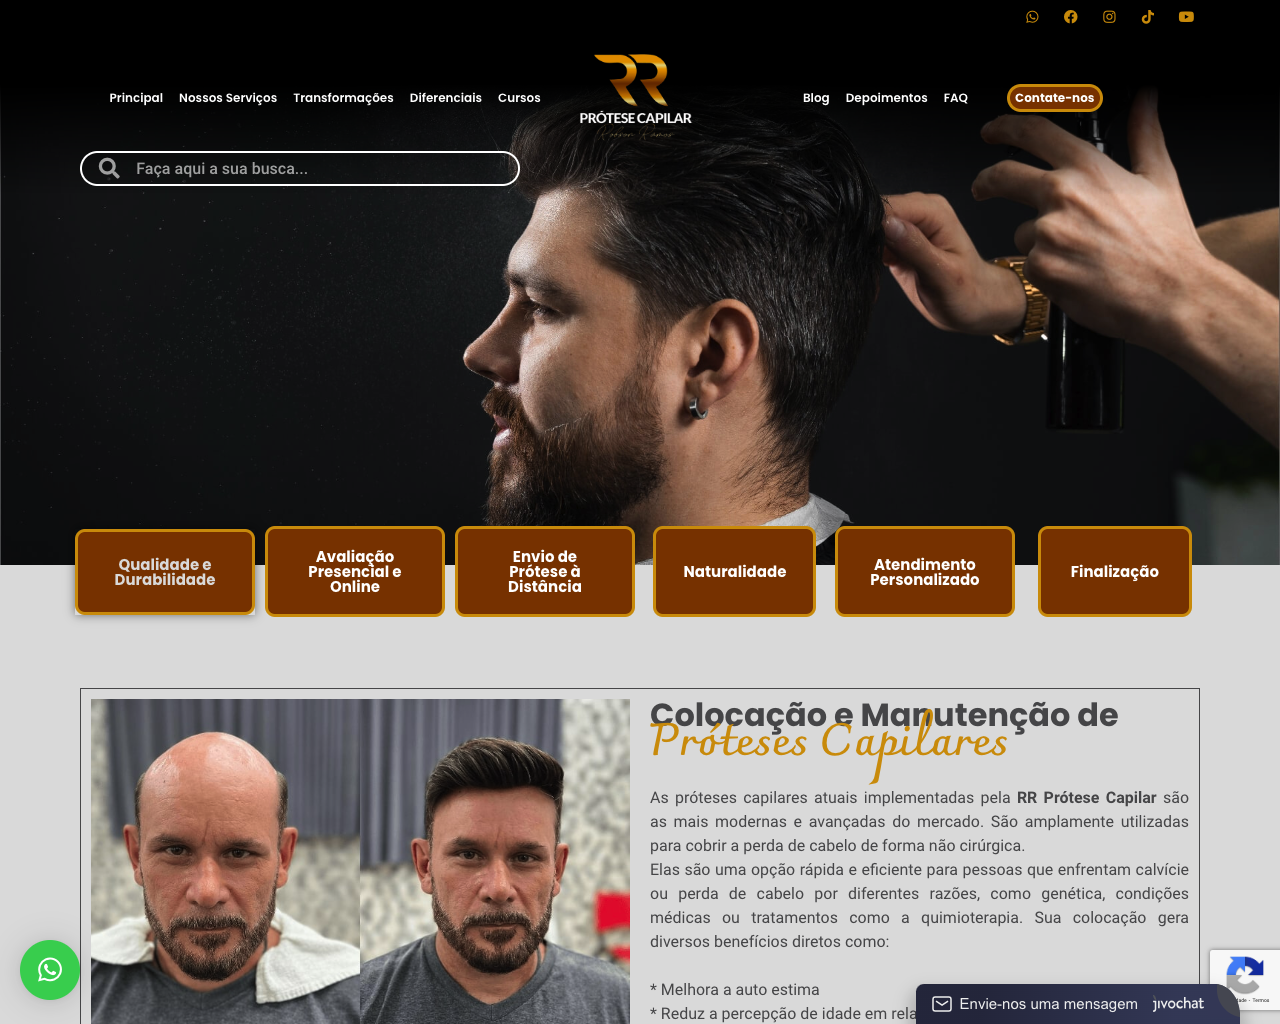 Principal Nossos Serviços Transformações Diferenciais Cursos
PRÓTESE CAPILAR
Blog Depoimentos FAQ Contate-nos
Faça aqui a sua busca...
Qualidade e
Durabilidade
Avaliação
Presencial e
Online
Envio de
Prótese à
Distância
Naturalidade
Atendimento
Personalizado
Finalização
Colocação e Manutenção de
Próteses Capilares
As próteses capilares atuais implementadas pela RR Prótese Capilar são
as mais modernas e avançadas do mercado. São amplamente utilizadas
para cobrir a perda de cabelo de forma não cirúrgica.
Elas são uma opção rápida e eficiente para pessoas que enfrentam calvície
ou perda de cabelo por diferentes razões, como genética, condições
médicas ou tratamentos como a quimioterapia. Sua colocação gera
diversos benefícios diretos como:
* Melhora a auto estima
* Reduz a percepção de idade em rela
Envie-nos uma mensagem jivochat
Termos